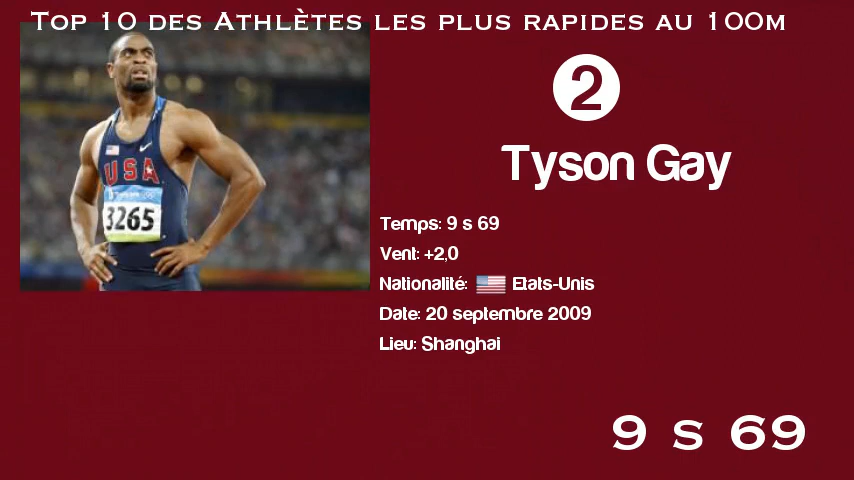 Top 10 des Athlètes les plus rapides au 100m
2
Tyson Gay
USA
3265
Temps: 9 s 69
Vent: +2,0
Nationalité: Etats-Unis
Date: 20 septembre 2009
Lieu: Shanghai
9 s 69